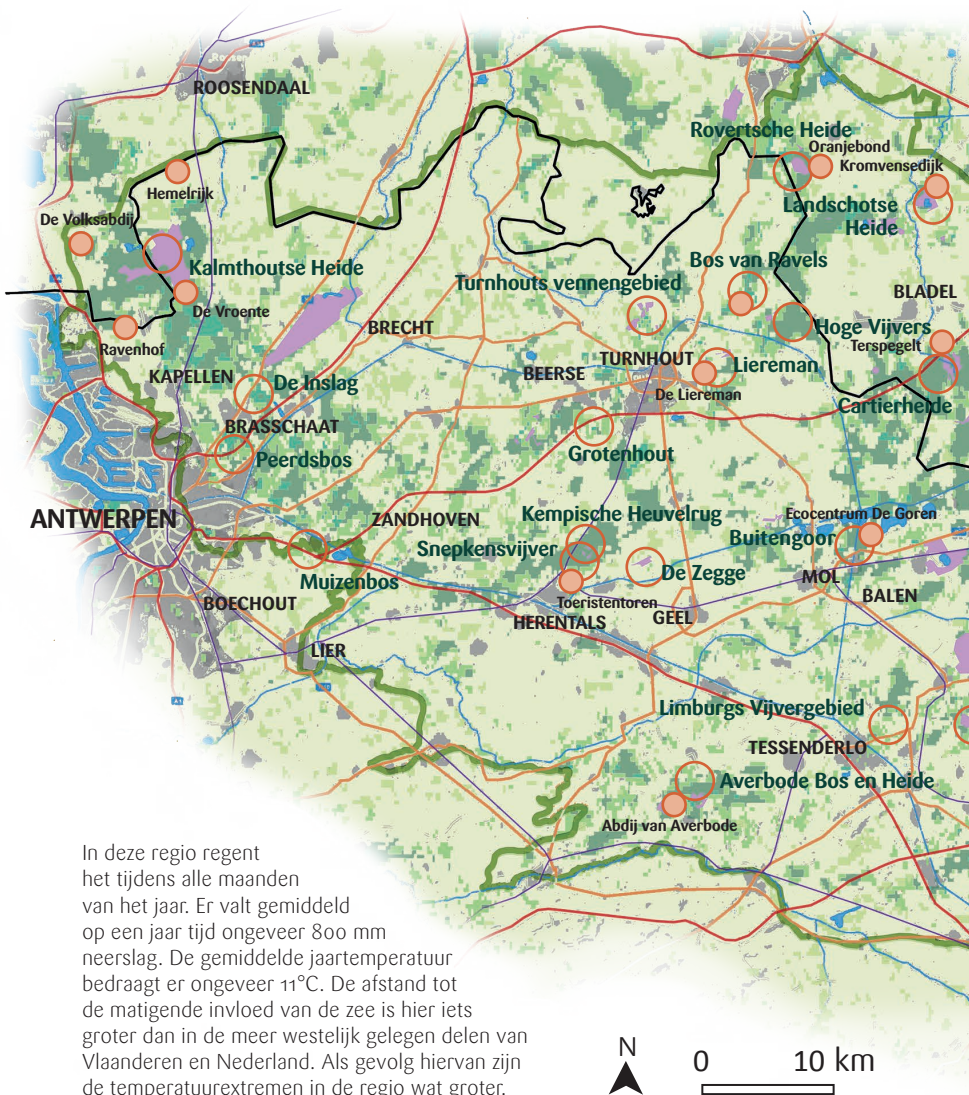 ROOSENDAAL
Rovertsche Heide
Oranjebond
Kromvensedijk
Hemelrijk
Landschotse
Heide
De Volksabdij
Kalmthoutse Heide
Bos van Ravels
Turnhouts vennengebied
BLADEL
De Vroente
BRECHT
Hoge Vijvers
Ravenhof
Terspegelt
TURNHOUT
Liereman
KAPELLEN
De Inslag
BEERSE
De Liereman
Cartierheide
BRASSCHAAT
Peerdsbos
Grotenhout
ANTWERPEN
ZANDHOVEN
Kempische Heuvelrug
Ecocentrum De Goren
Buitengoor
Snepkensvijver
De Zegge
Muizenbos
MOL
BALEN
BOECHOUT
Toeristentoren
HERENTALS
GEEL
LIER
A1
Limburgs Vijvergebied
TESSENDERLO
Averbode Bos en Heide
Abdij van Averbode
In deze regio regent
het tijdens alle maanden
van het jaar. Er valt gemiddeld
op een jaar tijd ongeveer 800 mm
neerslag. De gemiddelde jaartemperatuur
bedraagt er ongeveer 11°C. De afstand tot
de matigende invloed van de zee is hier iets
groter dan in de meer westelijk gelegen delen van
Vlaanderen en Nederland. Als gevolg hiervan zijn
de temperatuurextremen in de regio wat groter.
N
0 10 km